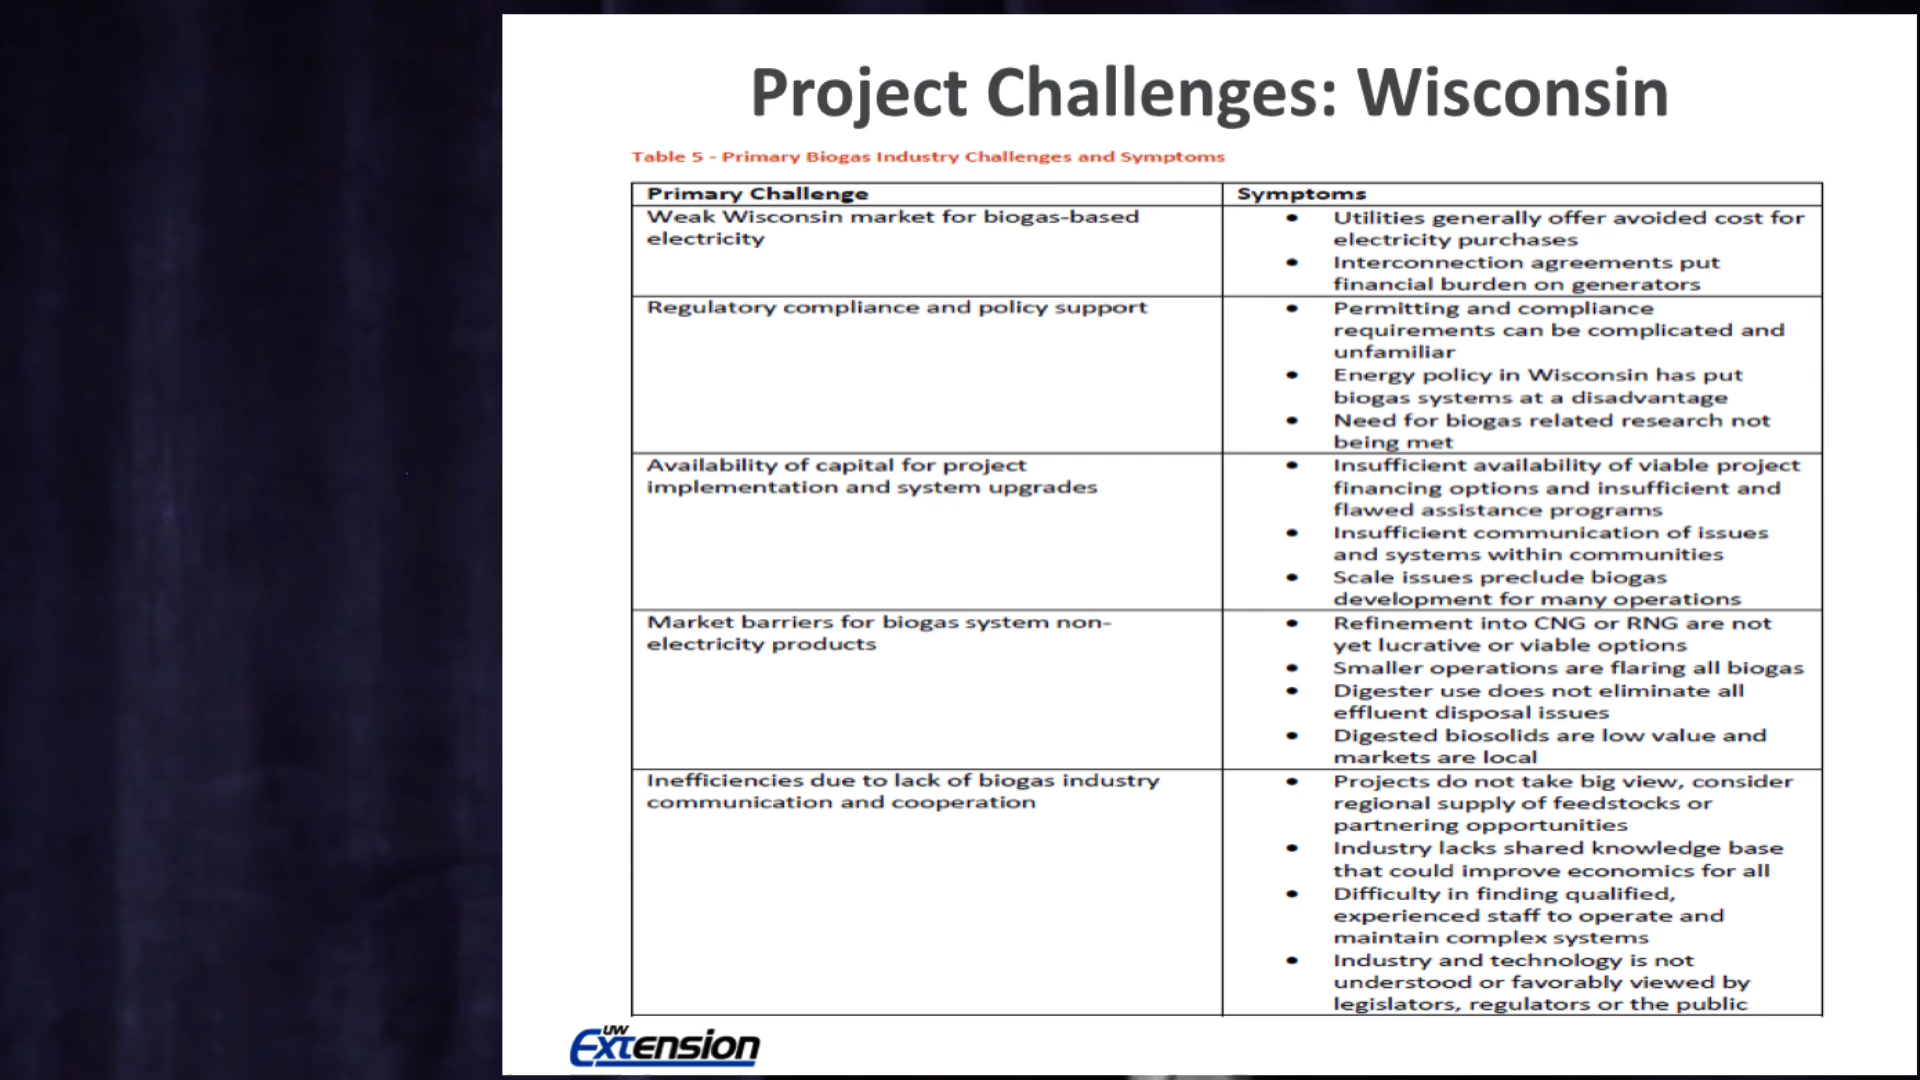 Project Challenges: Wisconsin
Table 5 - Primary Biogas Industry Challenges and Symptoms
Primary Challenge
Symptoms
Weak Wisconsin market for biogas-based
electricity
• Utilities generally offer avoided cost for
electricity purchases
• Interconnection agreements put
financial burden on generators
Regulatory compliance and policy support
• Permitting and compliance
requirements can be complicated and
unfamiliar
• Energy policy in Wisconsin has put
biogas systems at a disadvantage
• Need for biogas related research not
being met
Availability of capital for project
implementation and system upgrades
• Insufficient availability of viable project
financing options and insufficient and
flawed assistance programs
• Insufficient communication of issues
and systems within communities
• Scale issues preclude biogas
development for many operations
Market barriers for biogas system non-
electricity products
• Refinement into CNG or RNG are not
yet lucrative or viable options
• Smaller operations are flaring all biogas
• Digester use does not eliminate all
effluent disposal issues
• Digested biosolids are low value and
markets are local
Inefficiencies due to lack of biogas industry
communication and cooperation
• Projects do not take big view, consider
regional supply of feedstocks or
partnering opportunities
• Industry lacks shared knowledge base
that could improve economics for all
• Difficulty in finding qualified,
experienced staff to operate and
maintain complex systems
• Industry and technology is not
understood or favorably viewed by
legislators, regulators or the public
UW
Extension